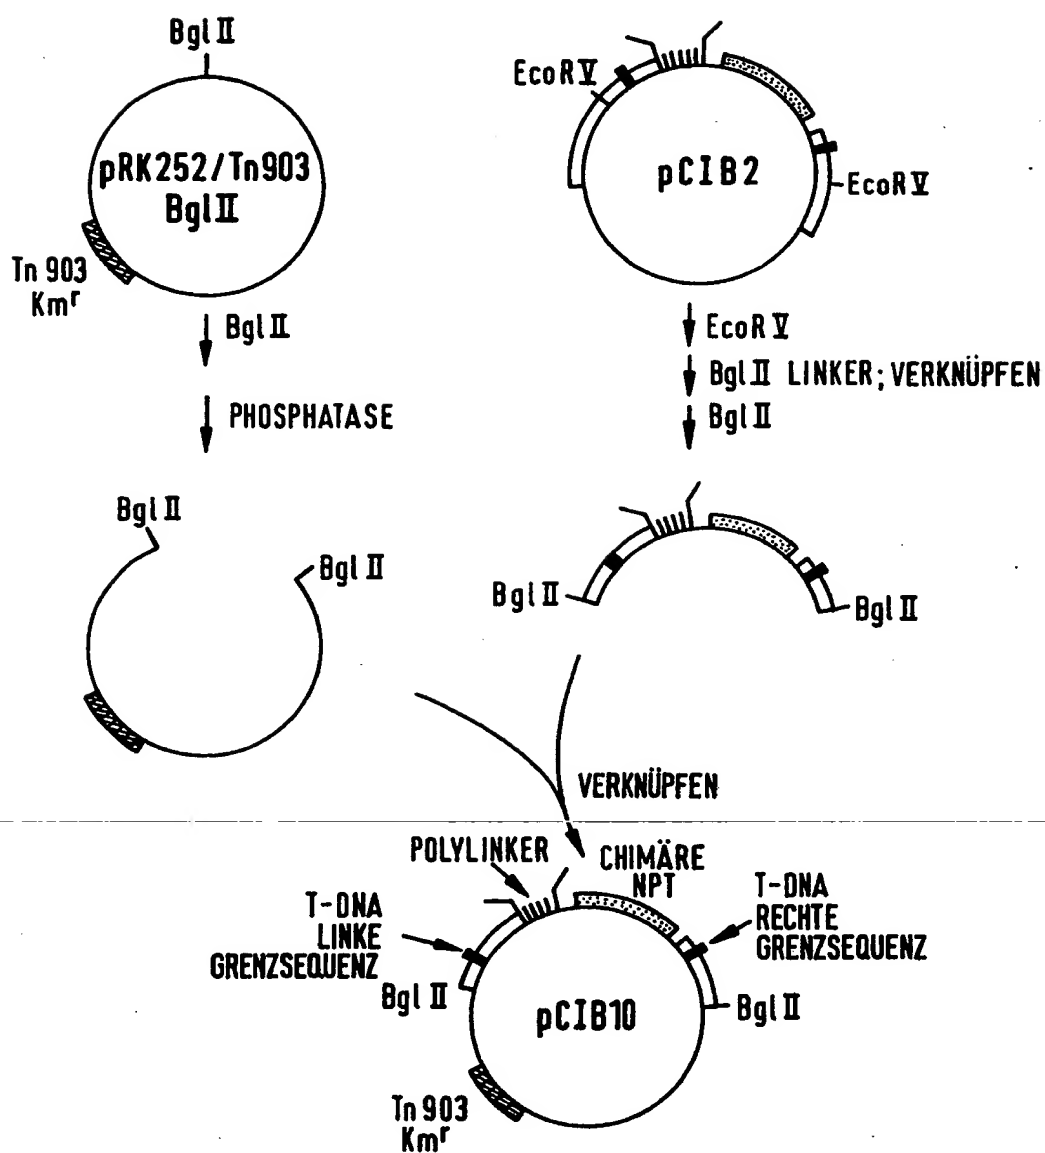 Bgl II
pRK252/Tn903
Bgl II
Tn 903
Kmʳ
Bgl II
PHOSPHATASE
EcoR V
pCIB2
EcoR V
EcoR V
Bgl II LINKER; VERKNÜPFEN
Bgl II
Bgl II
Bgl II
Bgl II
Bgl II
VERKNÜPFEN
POLYLINKER
CHIMÄRE
NPT
T-DNA
LINKE
GRENZSEQUENZ
T-DNA
RECHTE
GRENZSEQUENZ
Bgl II
Bgl II
pCIB10
Tn 903
Kmʳ